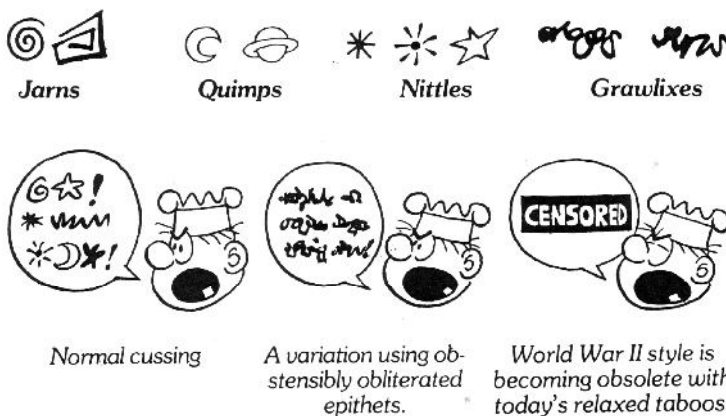 Jarns
Quimps
Nittles
Grawlixes
CENSORED
Normal cussing
A variation using ob-
stensibly obliterated
epithets.
World War II style is
becoming obsolete with
today's relaxed taboos.